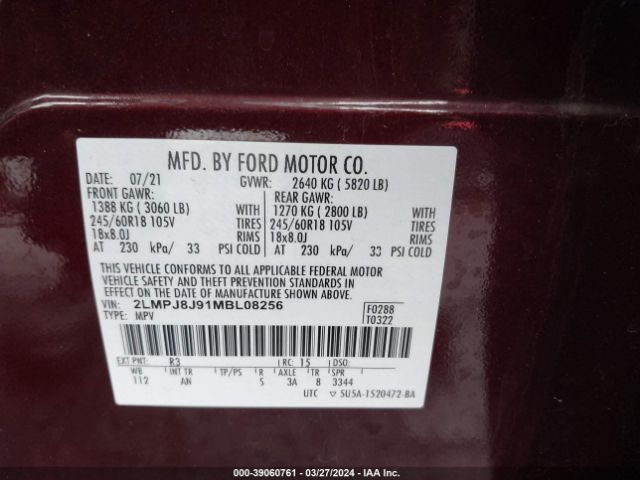 MFD. BY FORD MOTOR CO.
DATE: 07/21 GVWR: 2640 KG ( 5820 LB)
FRONT GAWR: REAR GAWR:
1388 KG ( 3060 LB) WITH 1270 KG ( 2800 LB) WITH
245/60R18 105V TIRES 245/60R18 105V TIRES
18x8.0J RIMS 18x8.0J RIMS
AT 230 kPa/ 33 PSI COLD AT 230 kPa/ 33 PSI COLD
THIS VEHICLE CONFORMS TO ALL APPLICABLE FEDERAL MOTOR
VEHICLE SAFETY AND THEFT PREVENTION STANDARDS IN
EFFECT ON THE DATE OF MANUFACTURE SHOWN ABOVE.
VIN: 2LMPJ8J91MBL08256 F0288
TYPE: MPV T0322
EXT PNT: R3 RC: 15 DSO:
WB INT TR TP/PS R AXLE TR SPR
112 AN S 3A 8 3344
UTC ▽ SU5A-1520472-BA
000-39060761 - 03/27/2024 - IAA Inc.